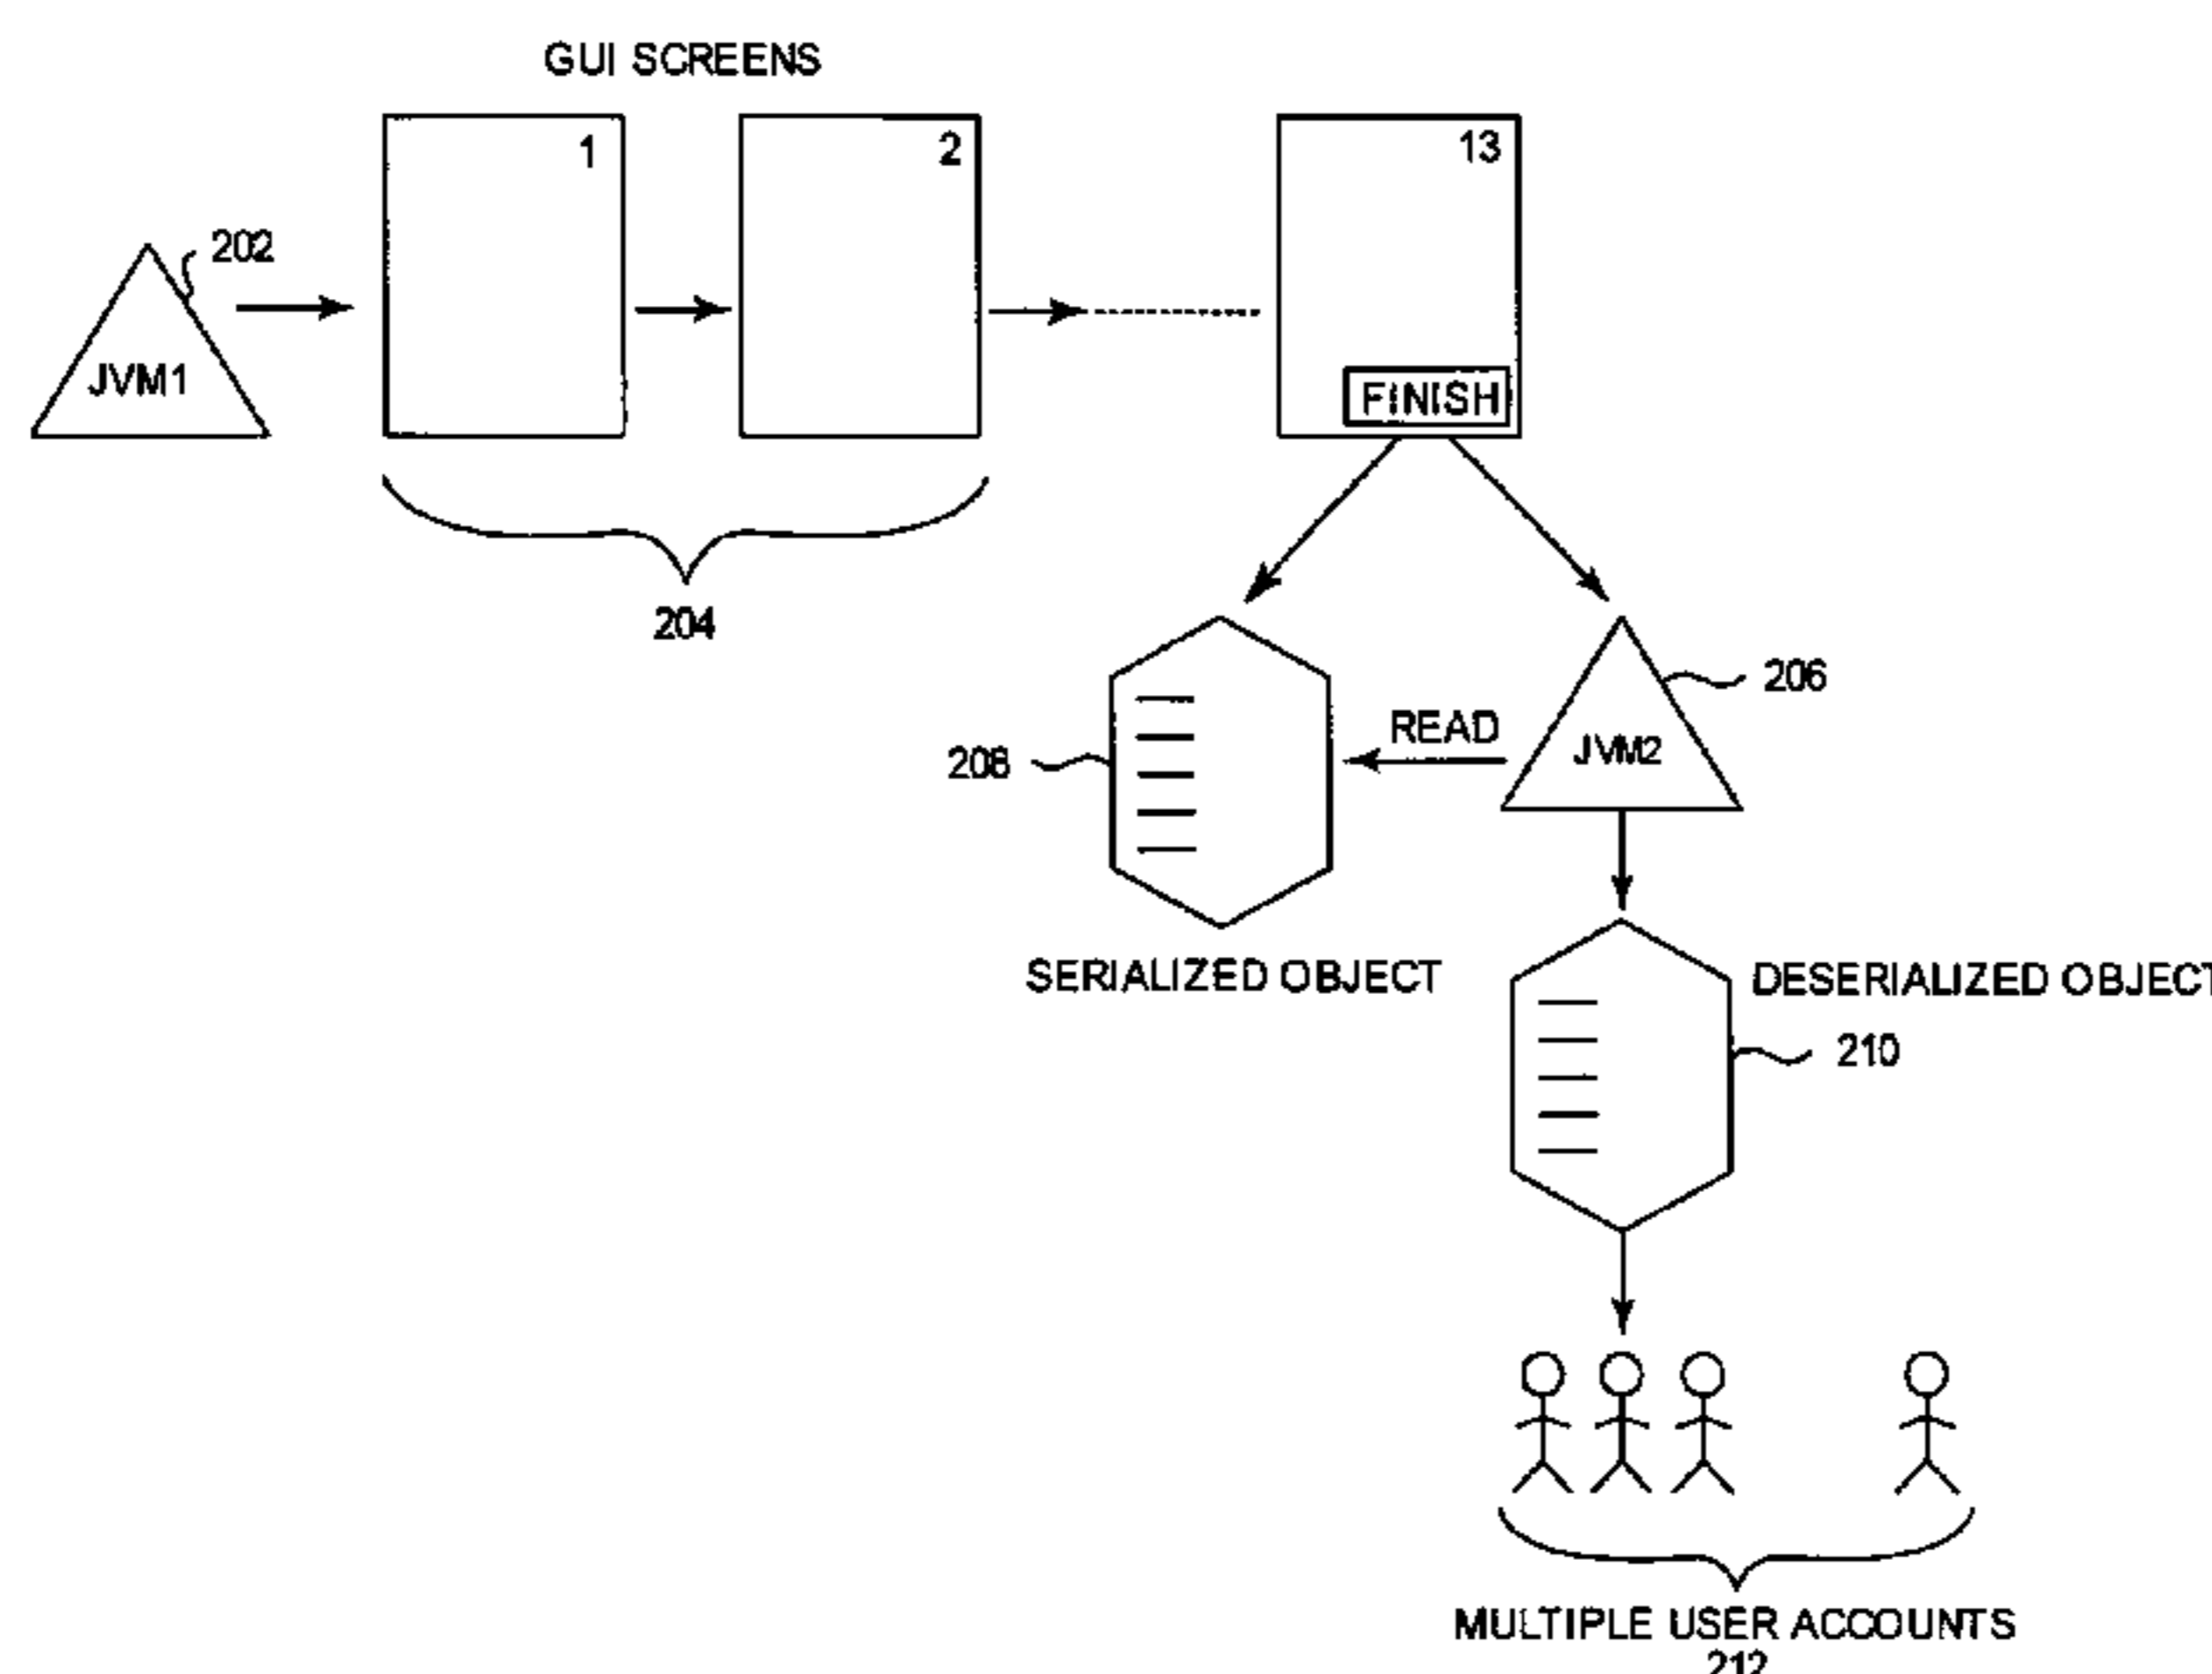 GUI SCREENS
1
2
13
202
JVM1
FINISH
204
206
READ
208
JVM2
SERIALIZED OBJECT
DESERIALIZED OBJECT
210
MULTIPLE USER ACCOUNTS
212